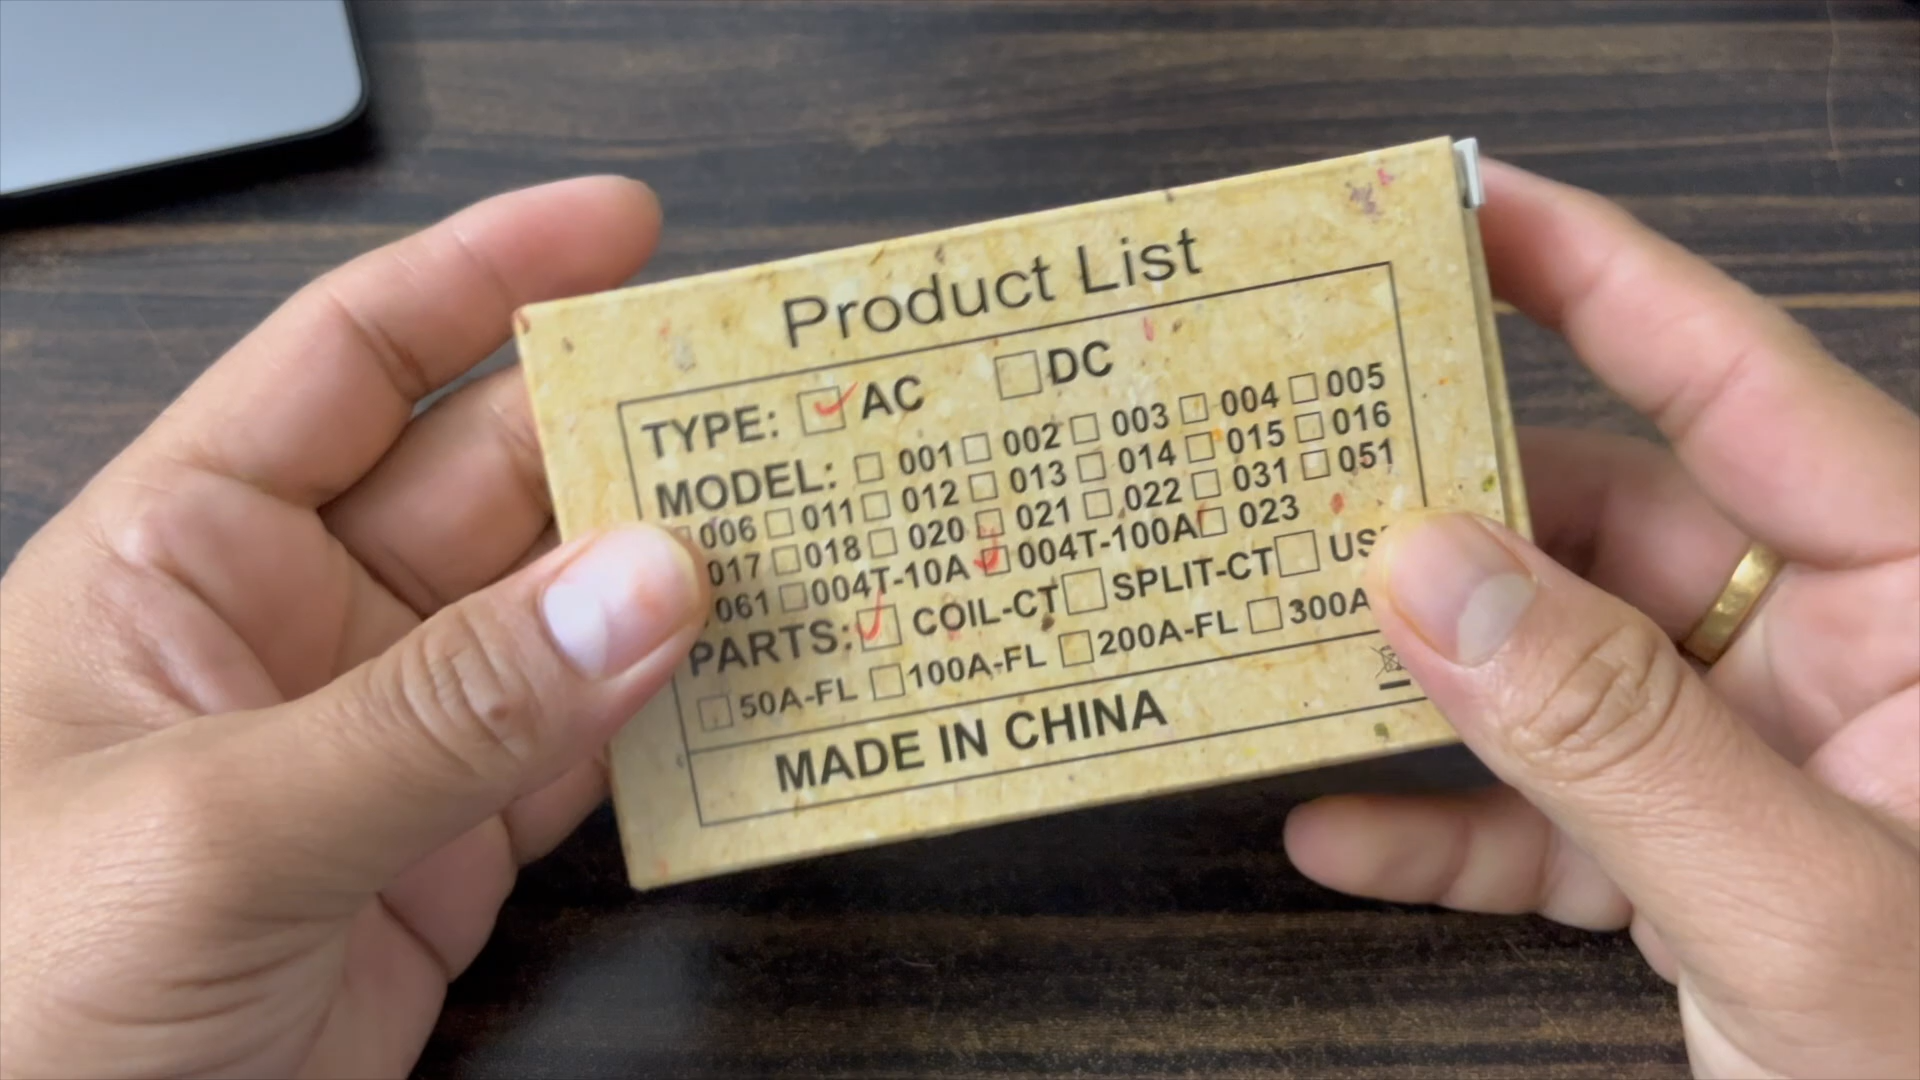 Product List
TYPE: ☑ AC ☐ DC
MODEL: ☐ 001 ☐ 002 ☐ 003 ☐ 004 ☐ 005
☐ 006 ☐ 011 ☐ 012 ☐ 013 ☐ 014 ☐ 015 ☐ 016
017 ☐ 018 ☐ 020 ☐ 021 ☐ 022 ☐ 031 ☐ 051
061 ☐ 004T-10A ☑ 004T-100A ☐ 023
PARTS: ☑ COIL-CT ☐ SPLIT-CT ☐
☐ 50A-FL ☐ 100A-FL ☐ 200A-FL ☐ 300A
MADE IN CHINA